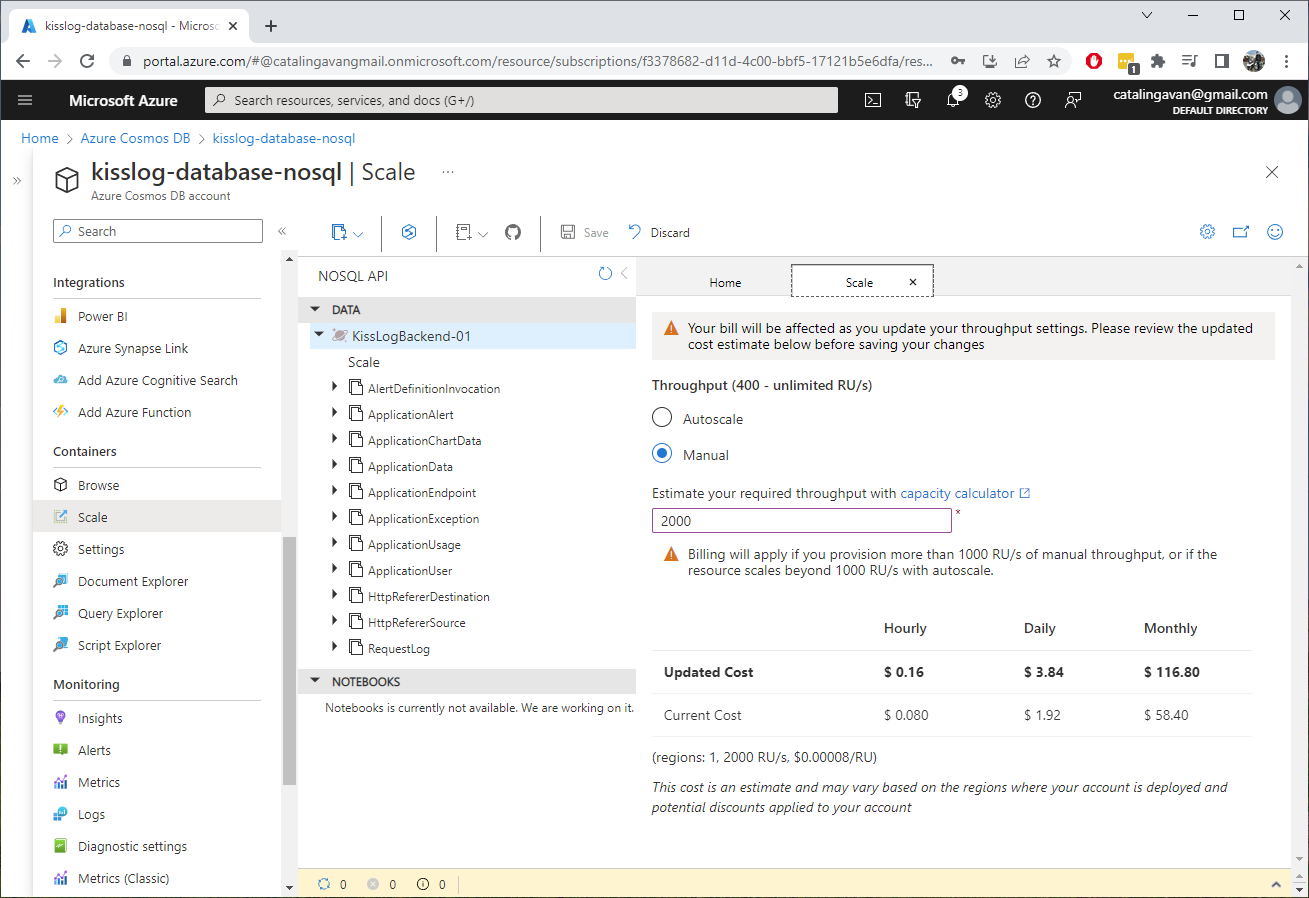 kisslog-database-nosql - Microso
portal.azure.com/#@catalingavangmail.onmicrosoft.com/resource/subscriptions/f3378682-d11d-4c00-bbf5-17121b5e6dfa/res...
1
Microsoft Azure
Search resources, services, and docs (G+/)
3
catalingavan@gmail.com
DEFAULT DIRECTORY
Home > Azure Cosmos DB > kisslog-database-nosql
kisslog-database-nosql | Scale ...
Azure Cosmos DB account
Search
Integrations
Power BI
Azure Synapse Link
Add Azure Cognitive Search
Add Azure Function
Containers
Browse
Scale
Settings
Document Explorer
Query Explorer
Script Explorer
Monitoring
Insights
Alerts
Metrics
Logs
Diagnostic settings
Metrics (Classic)
Save
Discard
NOSQL API
DATA
KissLogBackend-01
Scale
AlertDefinitionInvocation
ApplicationAlert
ApplicationChartData
ApplicationData
ApplicationEndpoint
ApplicationException
ApplicationUsage
ApplicationUser
HttpRefererDestination
HttpRefererSource
RequestLog
NOTEBOOKS
Notebooks is currently not available. We are working on it.
Home
Scale
Your bill will be affected as you update your throughput settings. Please review the updated
cost estimate below before saving your changes
Throughput (400 - unlimited RU/s)
Autoscale
Manual
Estimate your required throughput with capacity calculator
2000 *
Billing will apply if you provision more than 1000 RU/s of manual throughput, or if the
resource scales beyond 1000 RU/s with autoscale.
Hourly Daily Monthly
Updated Cost $ 0.16 $ 3.84 $ 116.80
Current Cost $ 0.080 $ 1.92 $ 58.40
(regions: 1, 2000 RU/s, $0.00008/RU)
This cost is an estimate and may vary based on the regions where your account is deployed and
potential discounts applied to your account
0 0 0